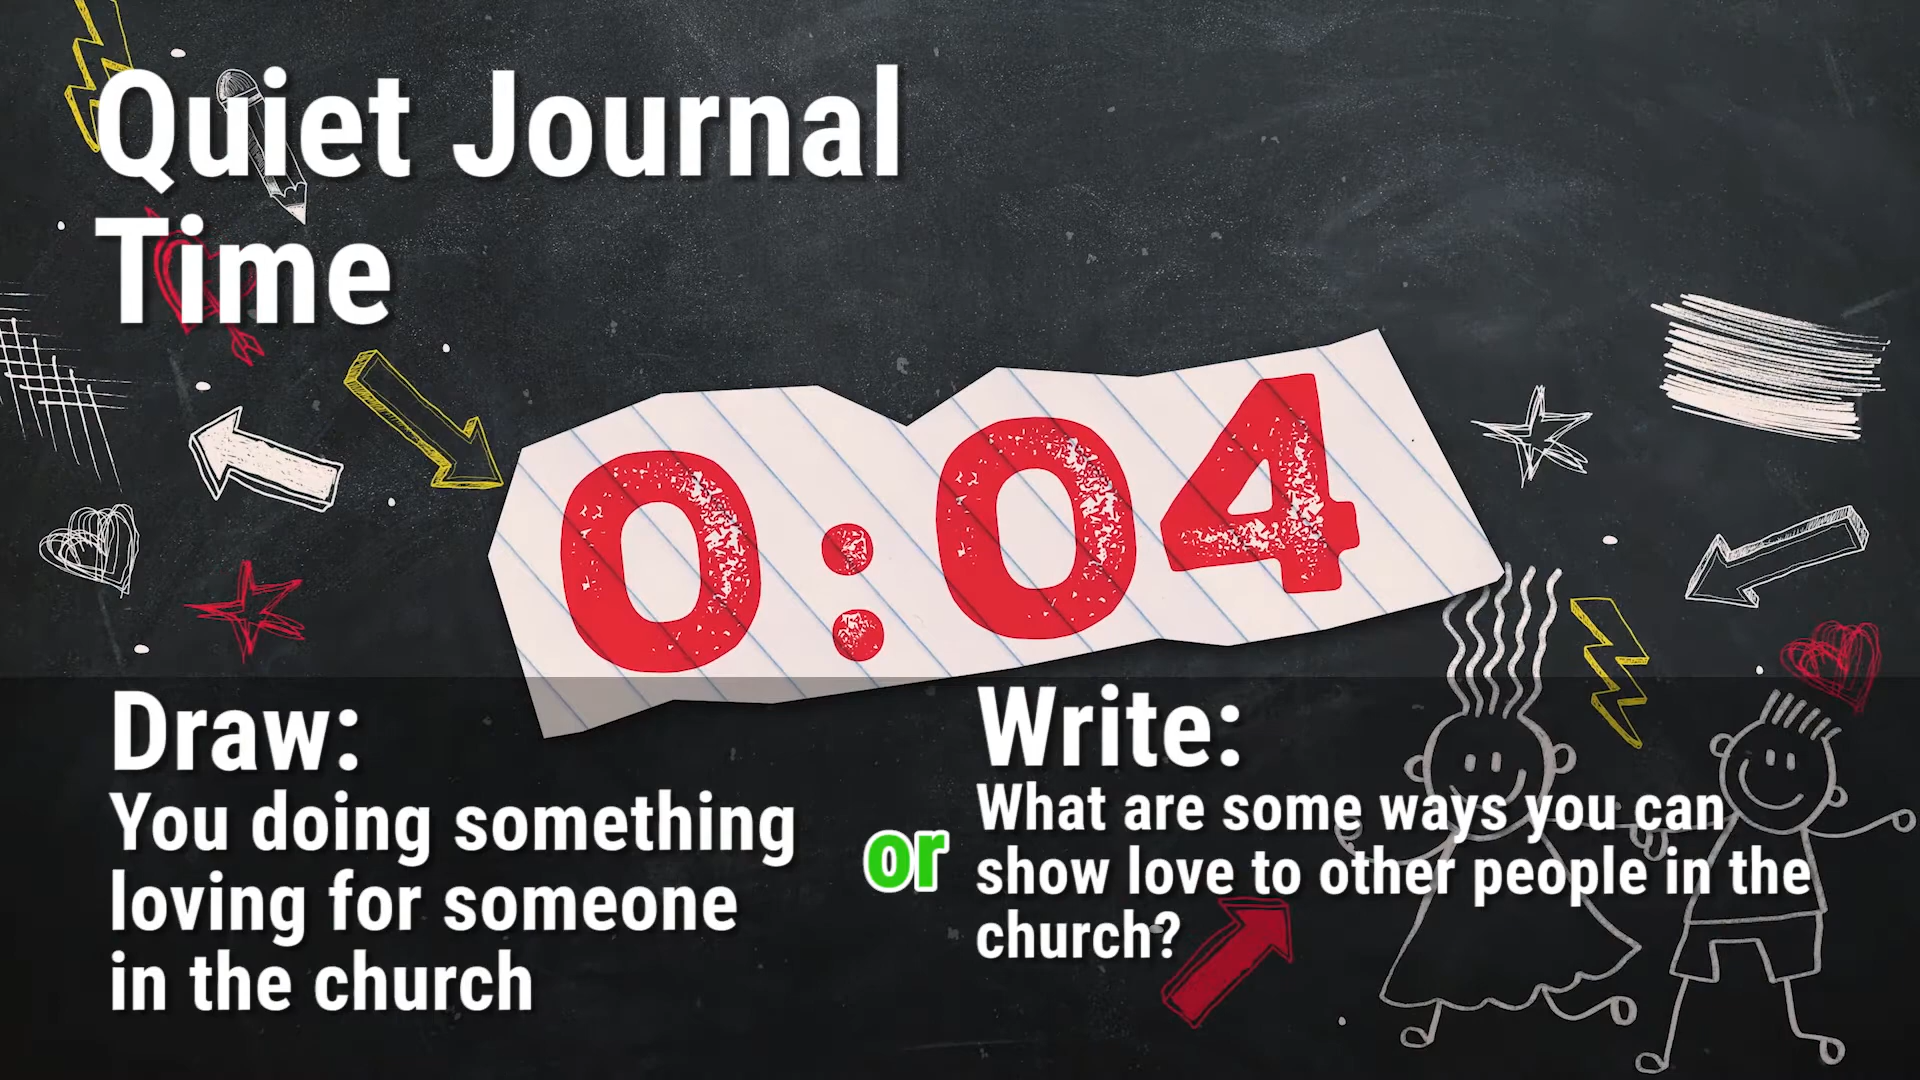 Quiet Journal
Time
0:04
Draw:
You doing something
loving for someone
in the church
or
Write:
What are some ways you can
show love to other people in the
church?